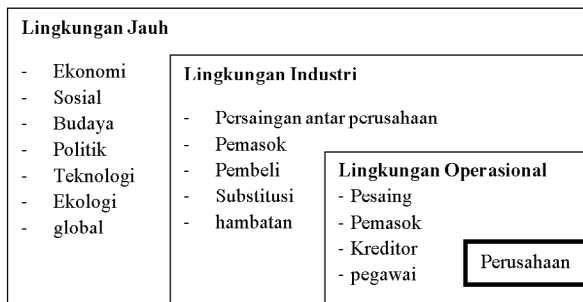 Lingkungan Jauh
- Ekonomi
- Sosial
- Budaya
- Politik
- Teknologi
- Ekologi
- global
Lingkungan Industri
- Persaingan antar perusahaan
- Pemasok
- Pembeli
- Substitusi
- hambatan
Lingkungan Operasional
- Pesaing
- Pemasok
- Kreditor
- pegawai
Perusahaan